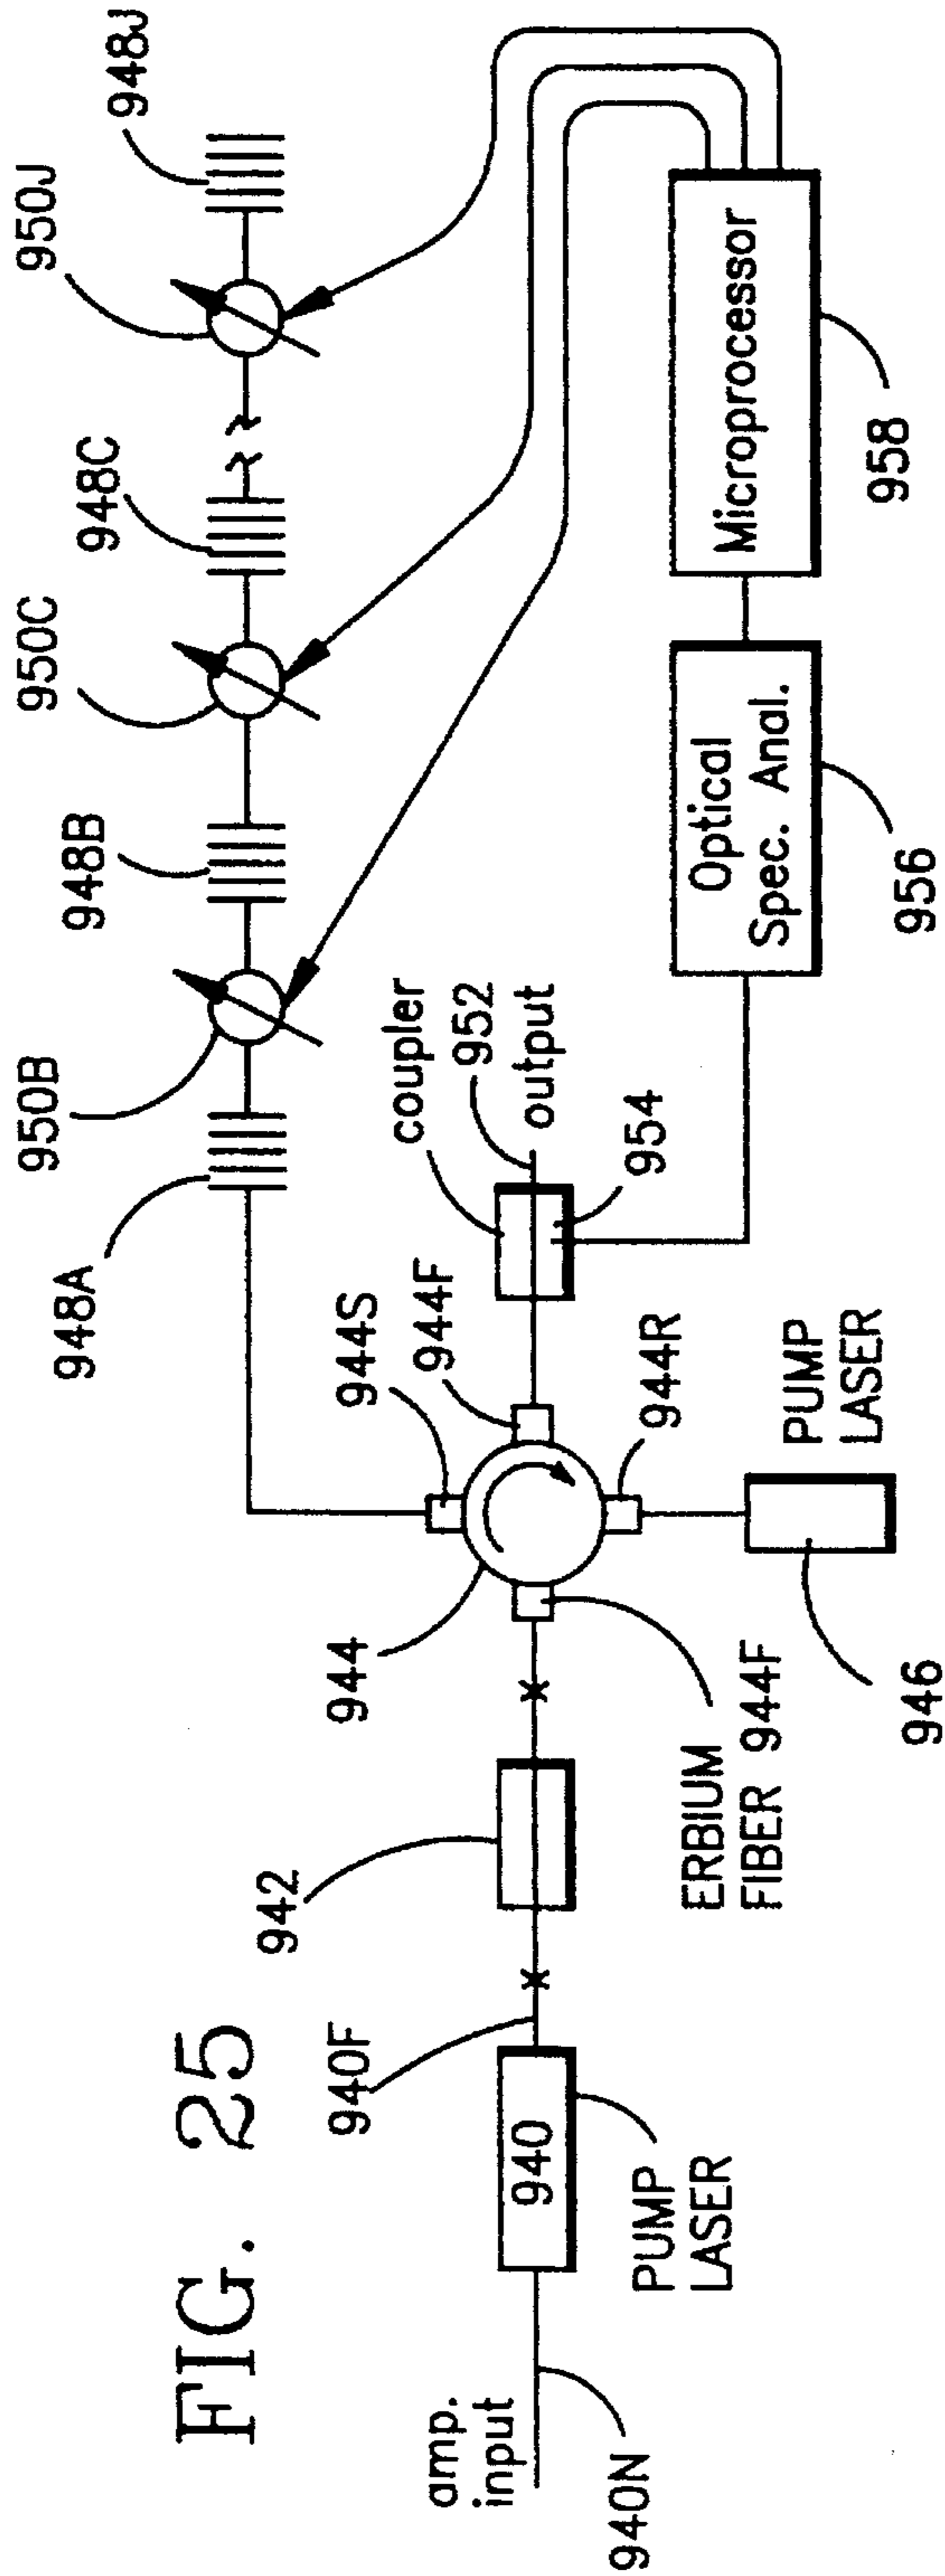 FIG. 25
948A
950B
948B
950C
948C
950J
948J
944S
944F
coupler
952
output
954
944
944R
PUMP
LASER
946
ERBIUM
FIBER 944F
942
940F
940
PUMP
LASER
amp.
input
940N
Optical
Spec. Anal.
956
Microprocessor
958